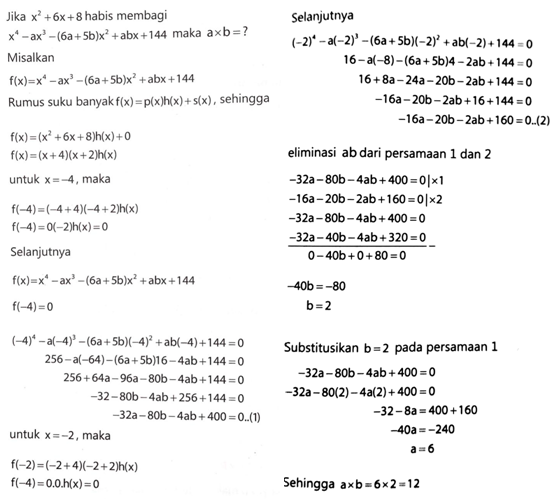 Jika x² + 6x + 8 habis membagi
x⁴ – ax³ – (6a + 5b)x² + abx + 144 maka a×b = ?
Misalkan
f(x) = x⁴ – ax³ – (6a + 5b)x² + abx + 144
Rumus suku banyak f(x) = p(x)h(x) + s(x), sehingga
f(x) = (x² + 6x + 8)h(x) + 0
f(x) = (x + 4)(x + 2)h(x)
untuk x = –4, maka
f(–4) = (–4 + 4)(–4 + 2)h(x)
f(–4) = 0(–2)h(x) = 0
Selanjutnya
f(x) = x⁴ – ax³ – (6a + 5b)x² + abx + 144
f(–4) = 0
(–4)⁴ – a(–4)³ – (6a + 5b)(–4)² + ab(–4) + 144 = 0
256 – a(–64) – (6a + 5b)16 – 4ab + 144 = 0
256 + 64a – 96a – 80b – 4ab + 144 = 0
–32 – 80b – 4ab + 256 + 144 = 0
–32a – 80b – 4ab + 400 = 0..(1)
untuk x = –2, maka
f(–2) = (–2 + 4)(–2 + 2)h(x)
f(–4) = 0.0.h(x) = 0
Selanjutnya
(–2)⁴ – a(–2)³ – (6a + 5b)(–2)² + ab(–2) + 144 = 0
16 – a(–8) – (6a + 5b)4 – 2ab + 144 = 0
16 + 8a – 24a – 20b – 2ab + 144 = 0
–16a – 20b – 2ab + 16 + 144 = 0
–16a – 20b – 2ab + 160 = 0..(2)
eliminasi ab dari persamaan 1 dan 2
–32a – 80b – 4ab + 400 = 0|×1
–16a – 20b – 2ab + 160 = 0|×2
–32a – 80b – 4ab + 400 = 0
–32a – 40b – 4ab + 320 = 0 –
0 – 40b + 0 + 80 = 0
–40b = –80
b = 2
Substitusikan b = 2 pada persamaan 1
–32a – 80b – 4ab + 400 = 0
–32a – 80(2) – 4a(2) + 400 = 0
–32 – 8a = 400 + 160
–40a = –240
a = 6
Sehingga a×b = 6×2 = 12